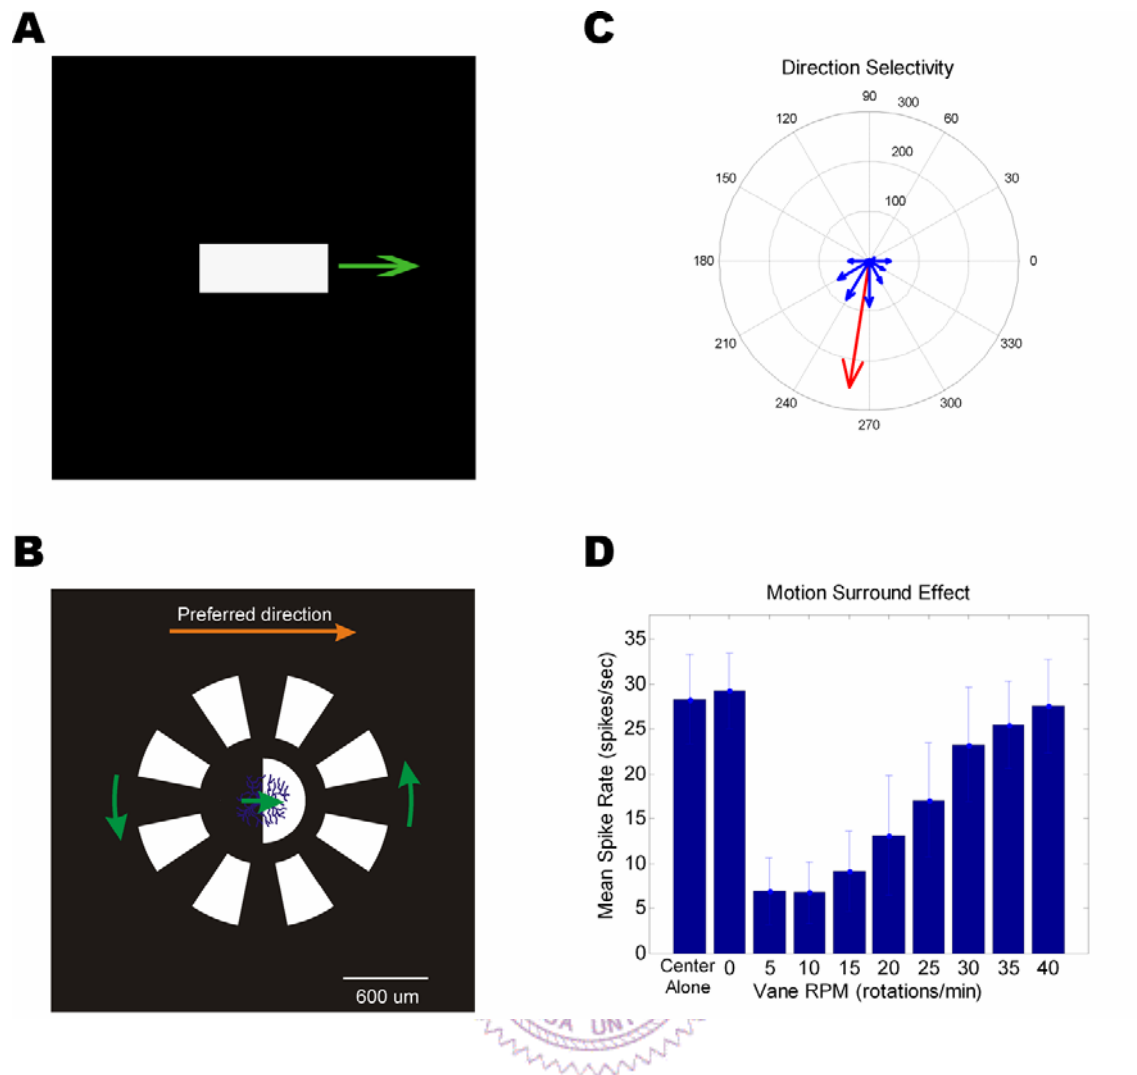 A
C
Direction Selectivity
90
300
120
60
200
150
30
100
180
0
210
330
240
300
270
B
Preferred direction
600 um
D
Motion Surround Effect
Mean Spike Rate (spikes/sec)
35
30
25
20
15
10
5
0
Center Alone
0 5 10 15 20 25 30 35 40
Vane RPM (rotations/min)